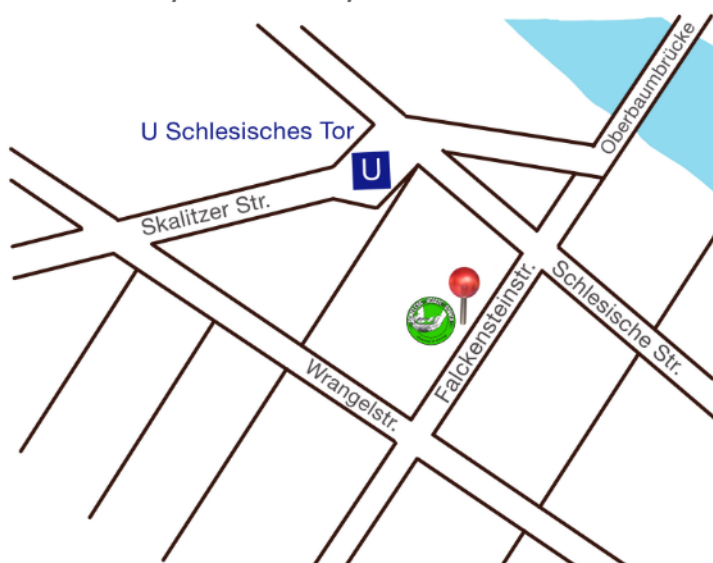 U Schlesisches Tor
Oberbaumbrücke
U
Skalitzer Str.
Schlesische Str.
Falckensteinstr.
Wrangelstr.